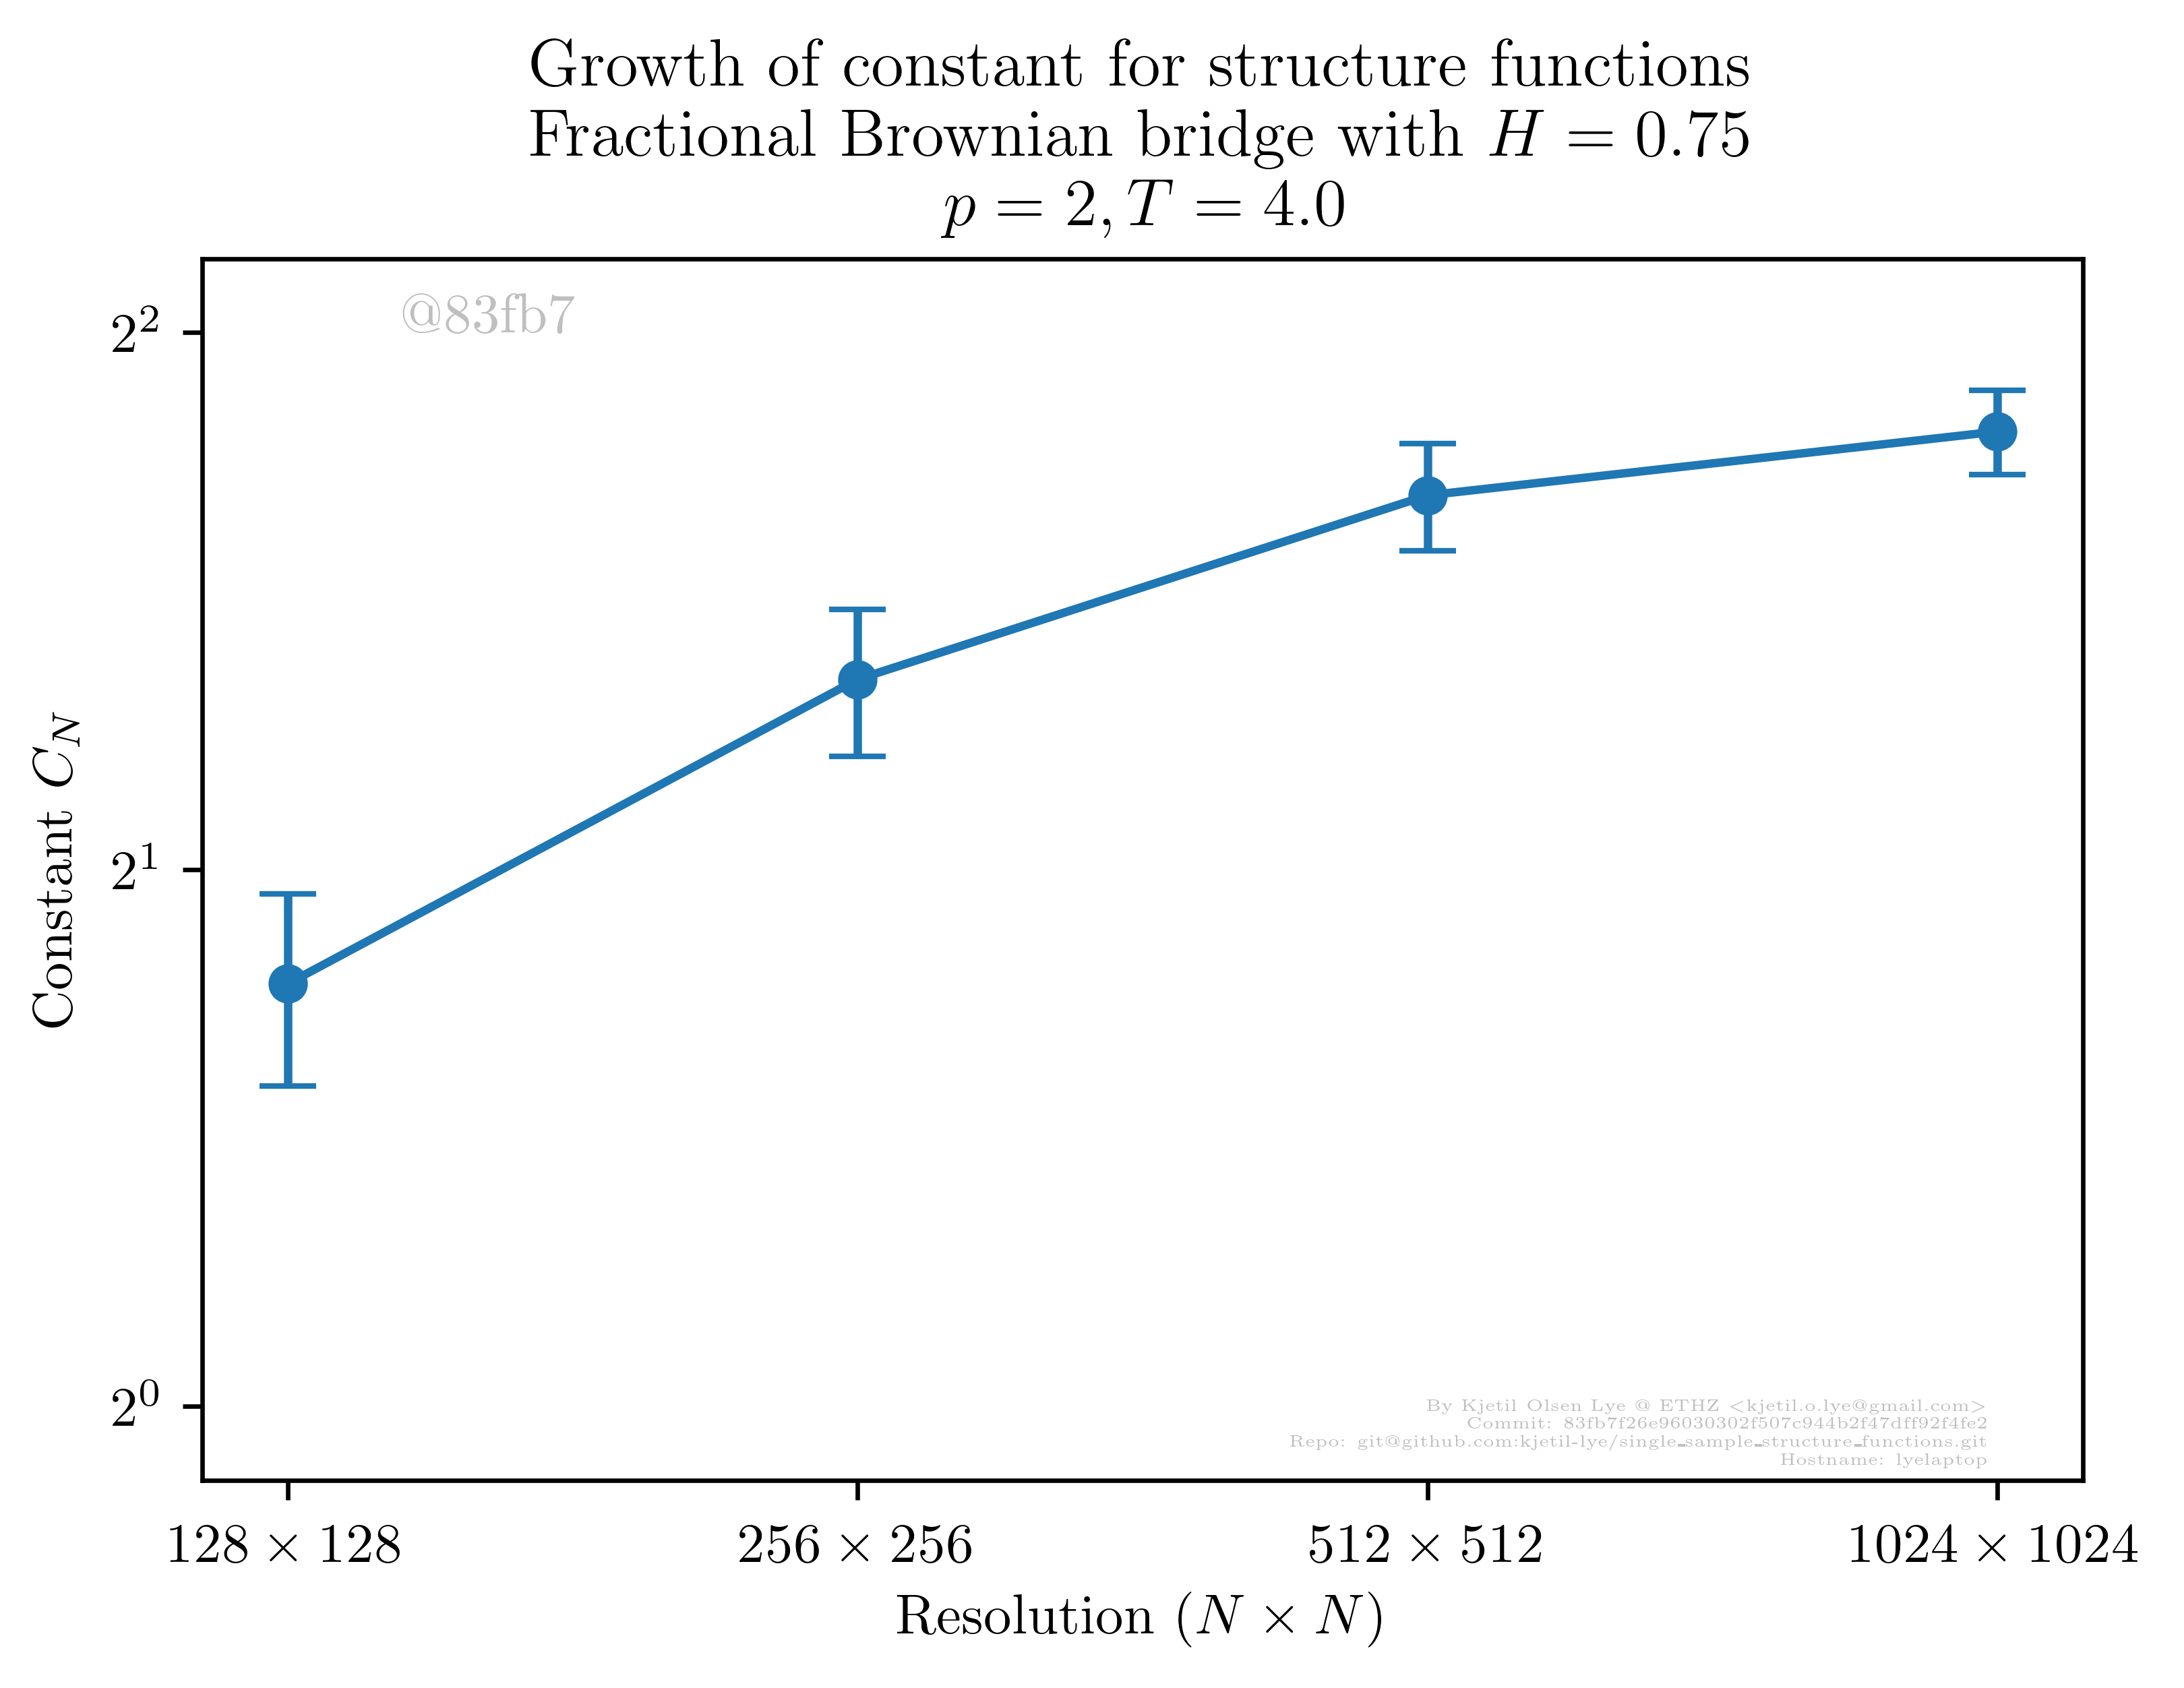 Growth of constant for structure functions
Fractional Brownian bridge with H = 0.75
p = 2, T = 4.0
@83fb7
2²
2¹
2⁰
Constant C_N
By Kjetil Olsen Lye @ ETHZ <kjetil.o.lye@gmail.com>
Commit: 83fb7f26e96030302f507c944b2f47dff92f4fe2
Repo: git@github.com:kjetil-lye/single_sample_structure_functions.git
Hostname: lyelaptop
128 × 128
256 × 256
512 × 512
1024 × 1024
Resolution (N × N)